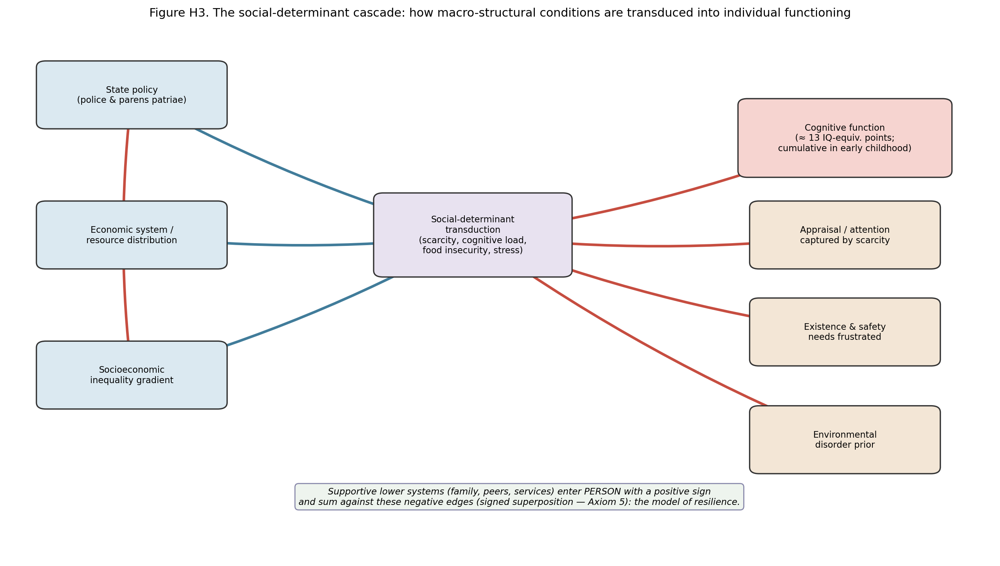 Figure H3. The social-determinant cascade: how macro-structural conditions are transduced into individual functioning
State policy
(police & parens patriae)
Economic system /
resource distribution
Socioeconomic
inequality gradient
Social-determinant
transduction
(scarcity, cognitive load,
food insecurity, stress)
Cognitive function
(≈ 13 IQ-equiv. points;
cumulative in early childhood)
Appraisal / attention
captured by scarcity
Existence & safety
needs frustrated
Environmental
disorder prior
Supportive lower systems (family, peers, services) enter PERSON with a positive sign
and sum against these negative edges (signed superposition — Axiom 5): the model of resilience.